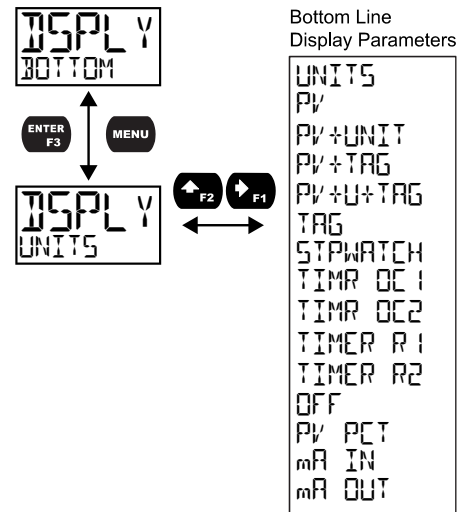 DSPLY
BOTTOM
ENTER
F3
MENU
DSPLY
UNITS
F2
F1
Bottom Line
Display Parameters
UNITS
PV
PV+UNIT
PV+TAG
PV+U+TAG
TAG
STPWATCH
TIMR OC1
TIMR OC2
TIMER R1
TIMER R2
OFF
PV PCT
mA IN
mA OUT